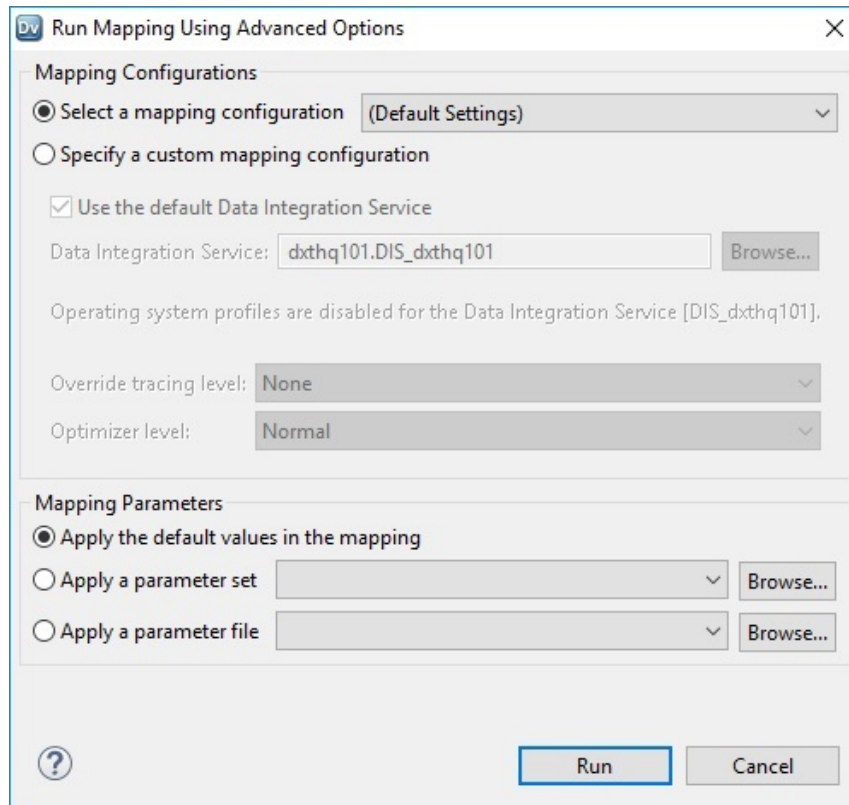 Dv Run Mapping Using Advanced Options
Mapping Configurations
Select a mapping configuration (Default Settings)
Specify a custom mapping configuration
Use the default Data Integration Service
Data Integration Service: dxthq101.DIS_dxthq101 Browse...
Operating system profiles are disabled for the Data Integration Service [DIS_dxthq101].
Override tracing level: None
Optimizer level: Normal
Mapping Parameters
Apply the default values in the mapping
Apply a parameter set Browse...
Apply a parameter file Browse...
? Run Cancel